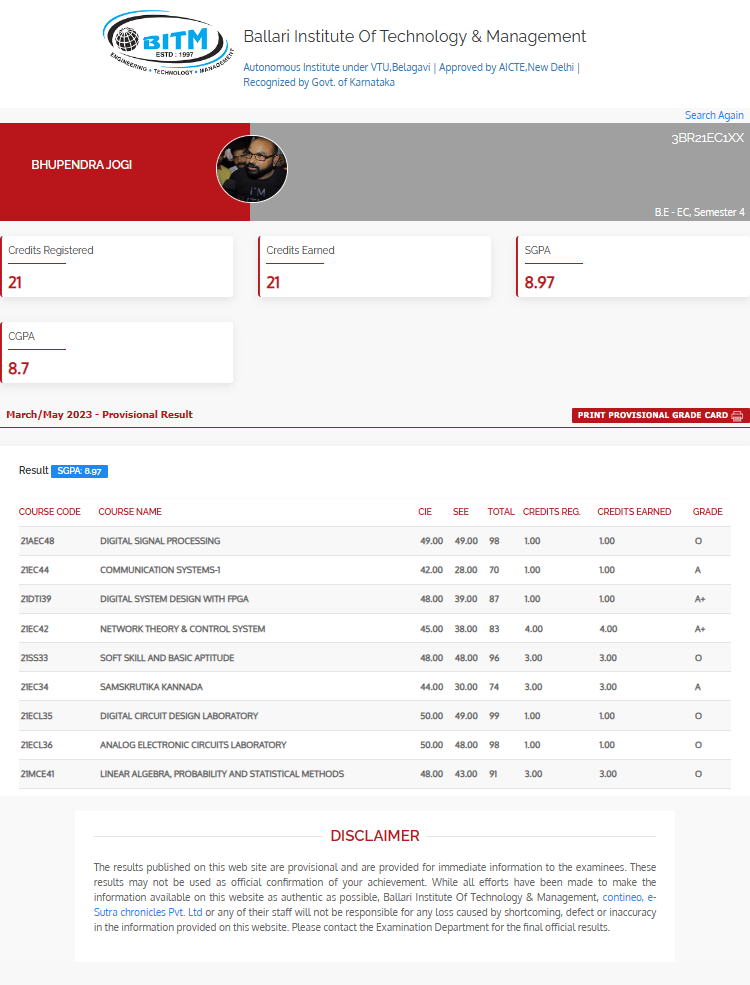 BITM
ESTD : 1997
ENGINEERING • TECHNOLOGY • MANAGEMENT
Ballari Institute Of Technology & Management
Autonomous Institute under VTU,Belagavi | Approved by AICTE,New Delhi |
Recognized by Govt. of Karnataka
Search Again
BHUPENDRA JOGI
3BR21EC1XX
I'M
B.E - EC, Semester 4
Credits Registered
21
Credits Earned
21
SGPA
8.97
CGPA
8.7
March/May 2023 - Provisional Result
PRINT PROVISIONAL GRADE CARD
Result SGPA: 8.97
COURSE CODE COURSE NAME CIE SEE TOTAL CREDITS REG. CREDITS EARNED GRADE
21AEC48 DIGITAL SIGNAL PROCESSING 49.00 49.00 98 1.00 1.00 O
21EC44 COMMUNICATION SYSTEMS-1 42.00 28.00 70 1.00 1.00 A
21DTI39 DIGITAL SYSTEM DESIGN WITH FPGA 48.00 39.00 87 1.00 1.00 A+
21EC42 NETWORK THEORY & CONTROL SYSTEM 45.00 38.00 83 4.00 4.00 A+
21SS33 SOFT SKILL AND BASIC APTITUDE 48.00 48.00 96 3.00 3.00 O
21EC34 SAMSKRUTIKA KANNADA 44.00 30.00 74 3.00 3.00 A
21ECL35 DIGITAL CIRCUIT DESIGN LABORATORY 50.00 49.00 99 1.00 1.00 O
21ECL36 ANALOG ELECTRONIC CIRCUITS LABORATORY 50.00 48.00 98 1.00 1.00 O
21MCE41 LINEAR ALGEBRA, PROBABILITY AND STATISTICAL METHODS 48.00 43.00 91 3.00 3.00 O
DISCLAIMER
The results published on this web site are provisional and are provided for immediate information to the examinees. These
results may not be used as official confirmation of your achievement. While all efforts have been made to make the
information available on this website as authentic as possible, Ballari Institute Of Technology & Management, contineo, e-
Sutra chronicles Pvt. Ltd or any of their staff will not be responsible for any loss caused by shortcoming, defect or inaccuracy
in the information provided on this website. Please contact the Examination Department for the final official results.